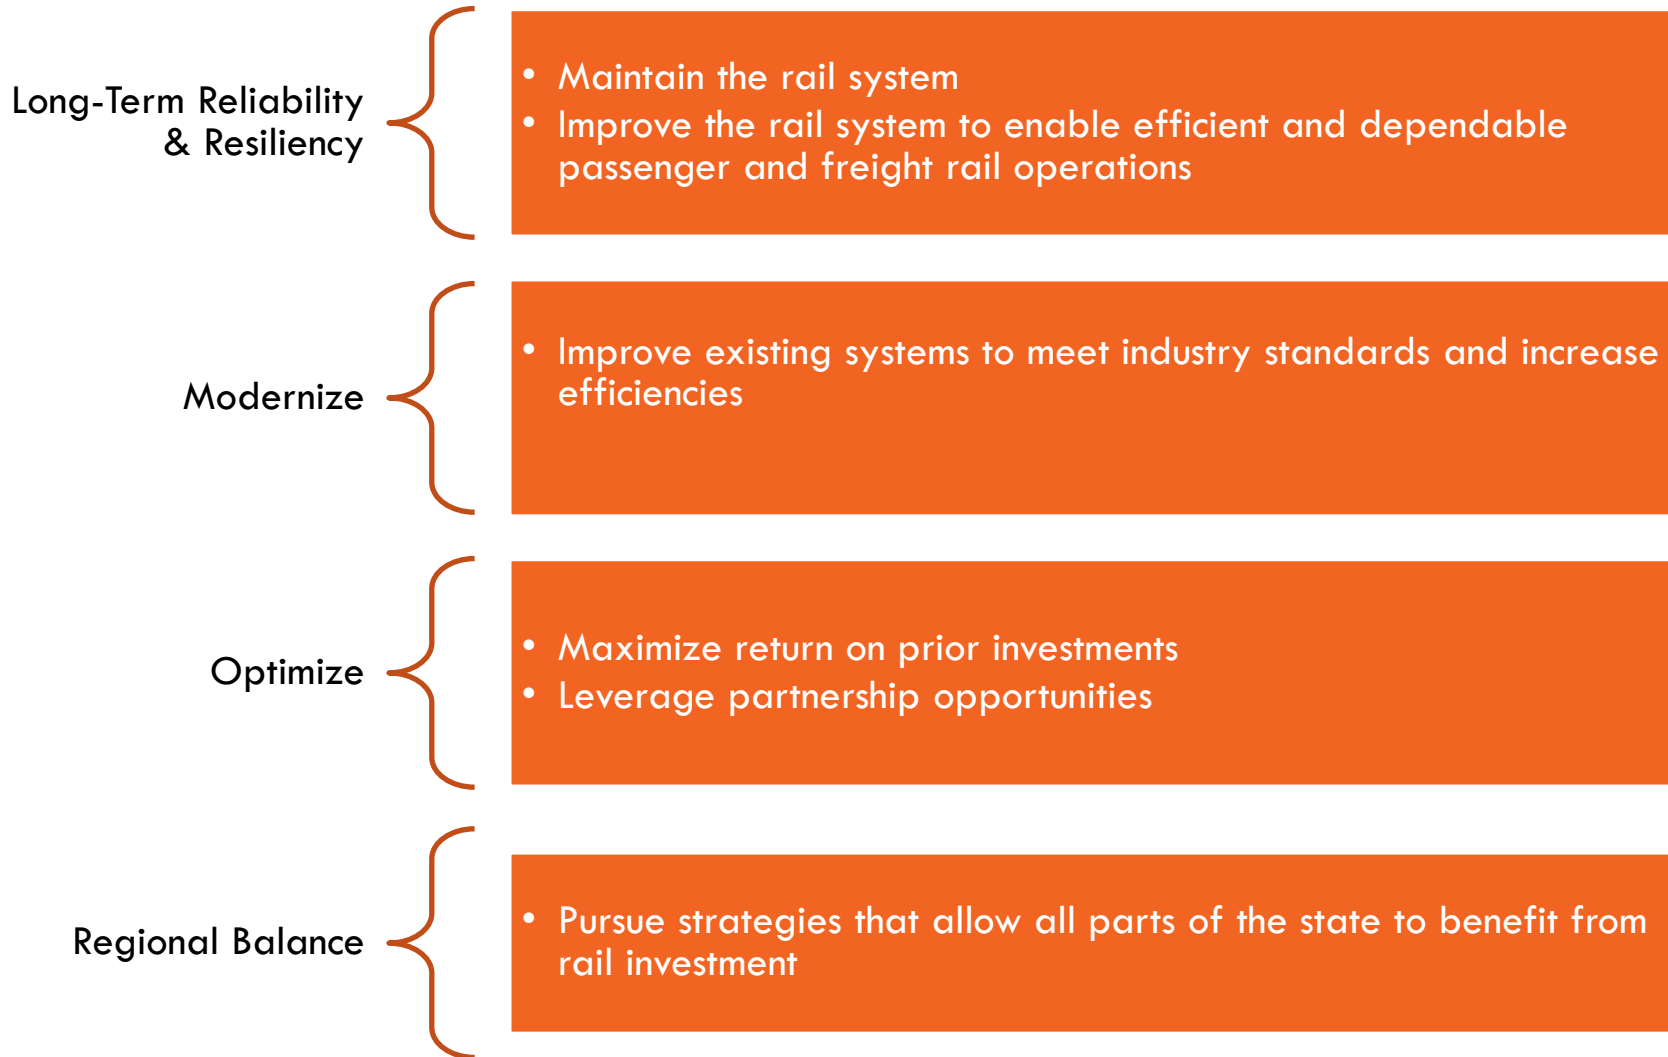 Long-Term Reliability
& Resiliency
• Maintain the rail system
• Improve the rail system to enable efficient and dependable
passenger and freight rail operations
Modernize
• Improve existing systems to meet industry standards and increase
efficiencies
Optimize
• Maximize return on prior investments
• Leverage partnership opportunities
Regional Balance
• Pursue strategies that allow all parts of the state to benefit from
rail investment